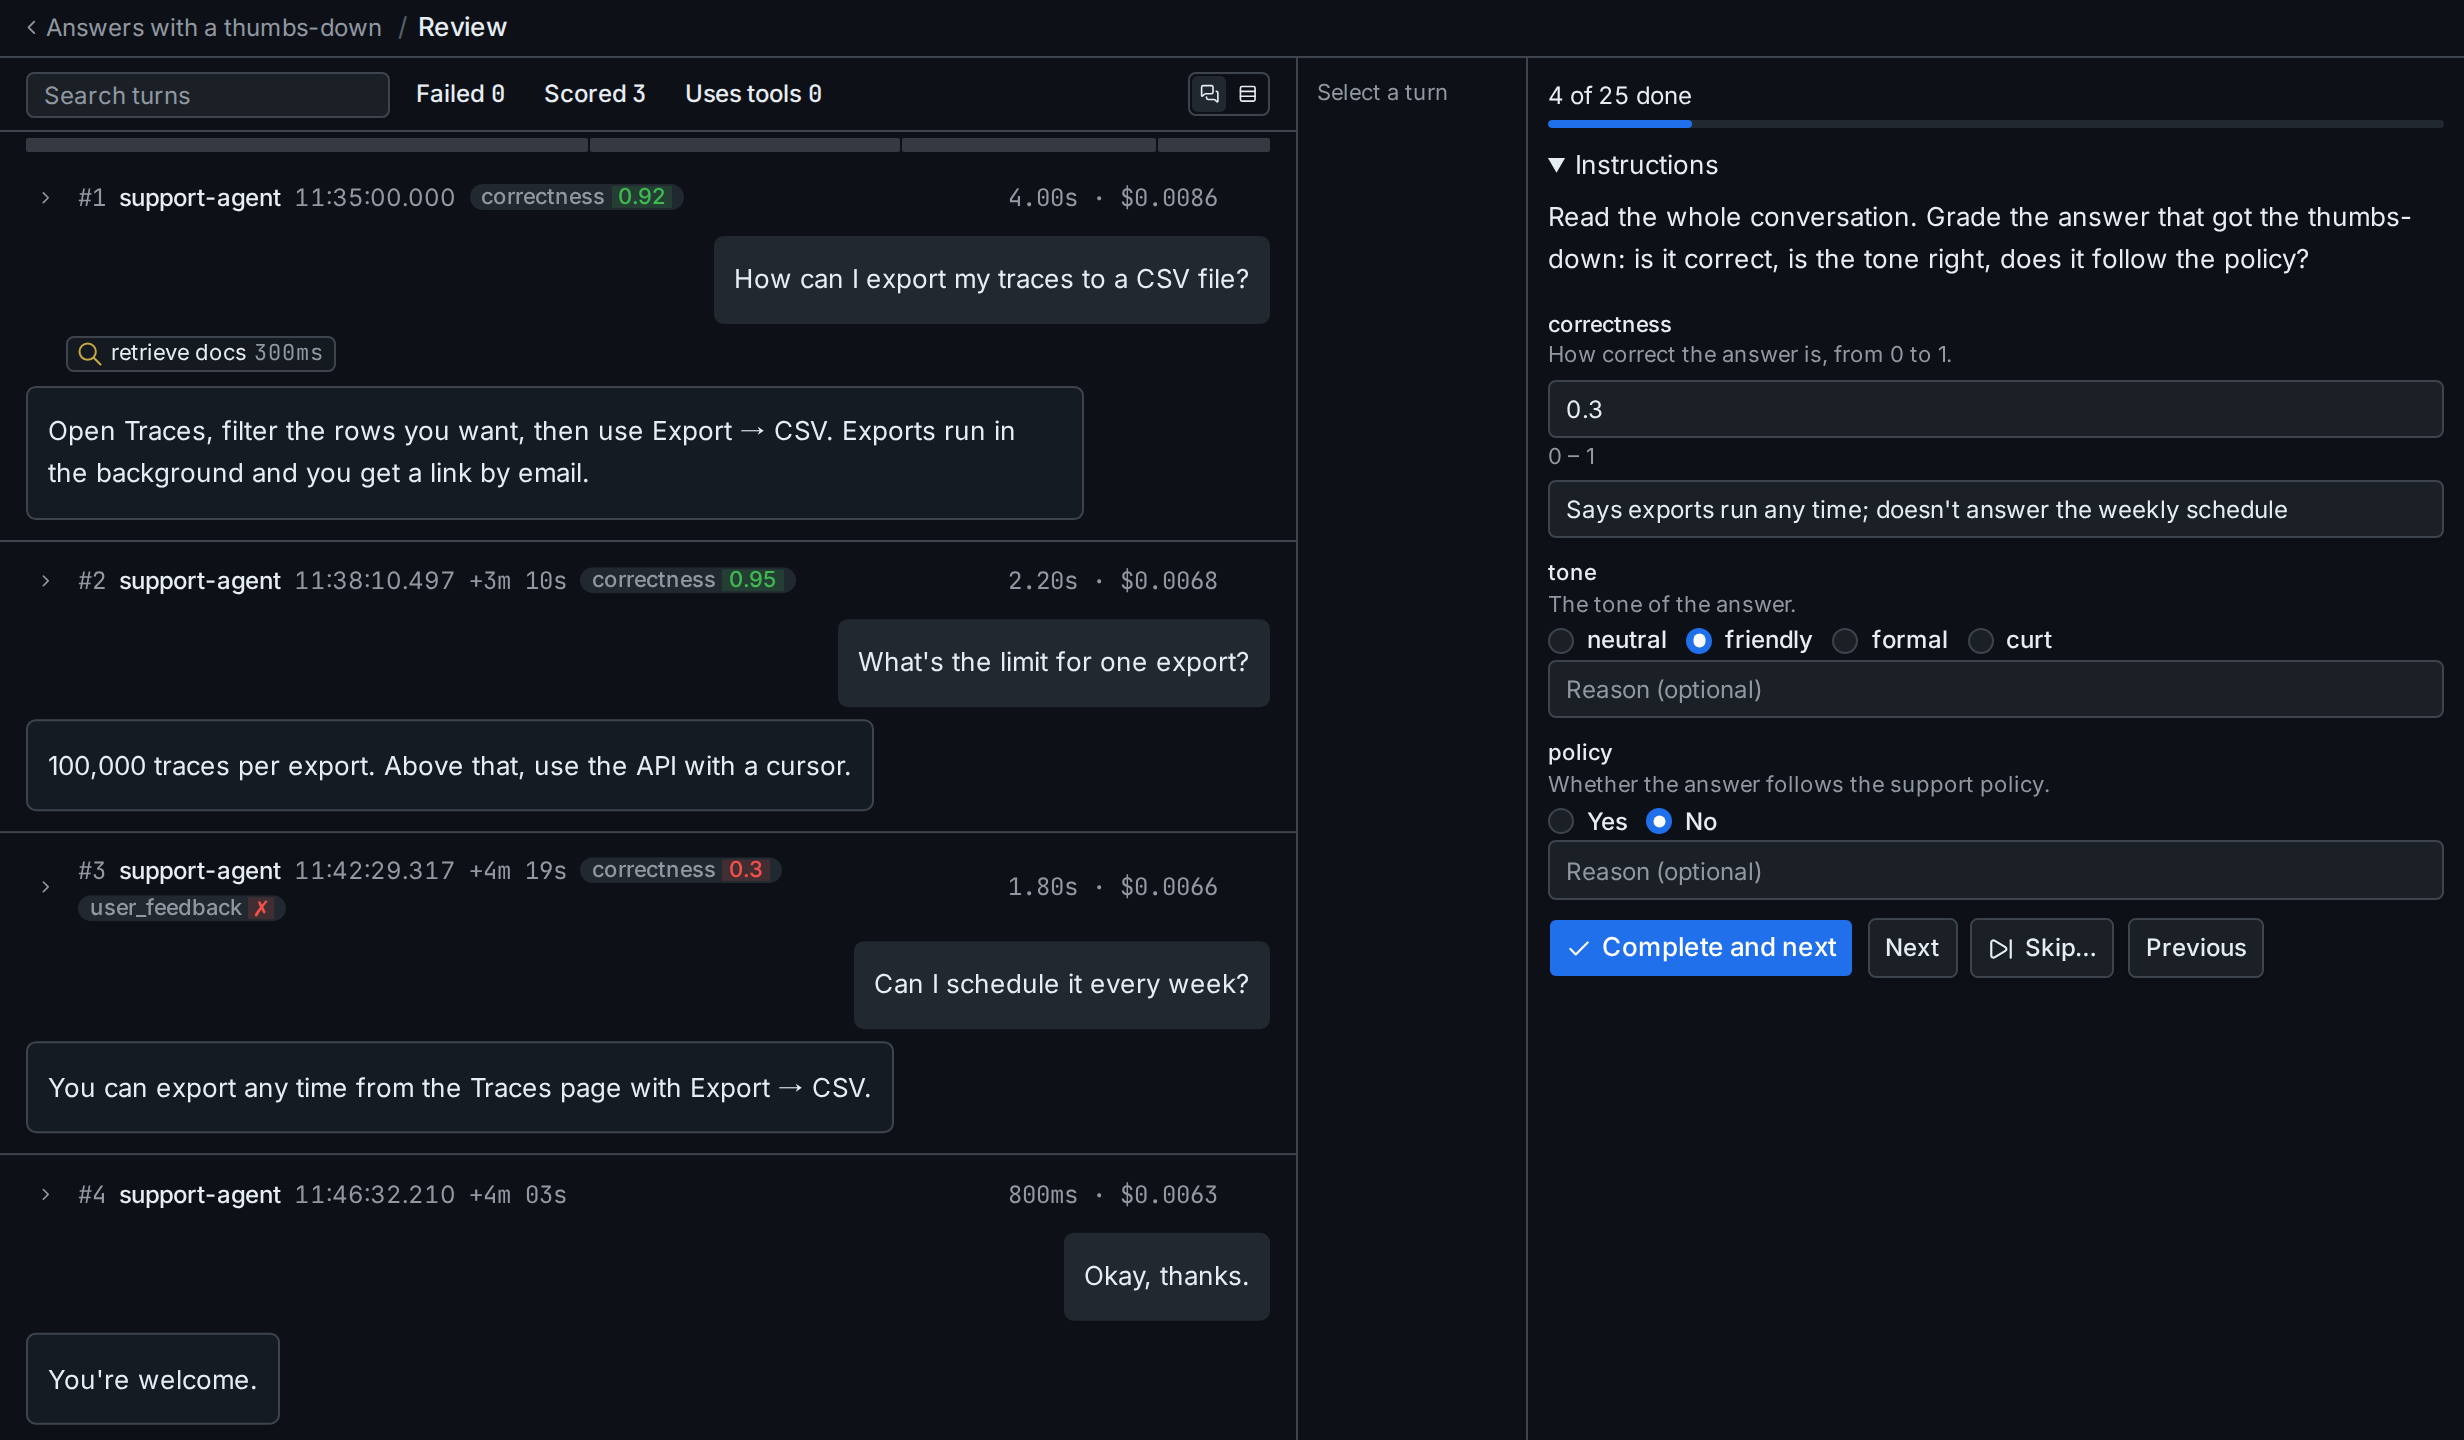 Answers with a thumbs-down / Review
Search turns
Failed 0
Scored 3
Uses tools 0
#1 support-agent 11:35:00.000 correctness 0.92 4.00s · $0.0086
How can I export my traces to a CSV file?
retrieve docs 300ms
Open Traces, filter the rows you want, then use Export → CSV. Exports run in
the background and you get a link by email.
#2 support-agent 11:38:10.497 +3m 10s correctness 0.95 2.20s · $0.0068
What's the limit for one export?
100,000 traces per export. Above that, use the API with a cursor.
#3 support-agent 11:42:29.317 +4m 19s correctness 0.3 1.80s · $0.0066
user_feedback ✗
Can I schedule it every week?
You can export any time from the Traces page with Export → CSV.
#4 support-agent 11:46:32.210 +4m 03s 800ms · $0.0063
Okay, thanks.
You're welcome.
Select a turn
4 of 25 done
Instructions
Read the whole conversation. Grade the answer that got the thumbs-
down: is it correct, is the tone right, does it follow the policy?
correctness
How correct the answer is, from 0 to 1.
0.3
0 – 1
Says exports run any time; doesn't answer the weekly schedule
tone
The tone of the answer.
neutral friendly formal curt
Reason (optional)
policy
Whether the answer follows the support policy.
Yes No
Reason (optional)
Complete and next
Next
Skip...
Previous